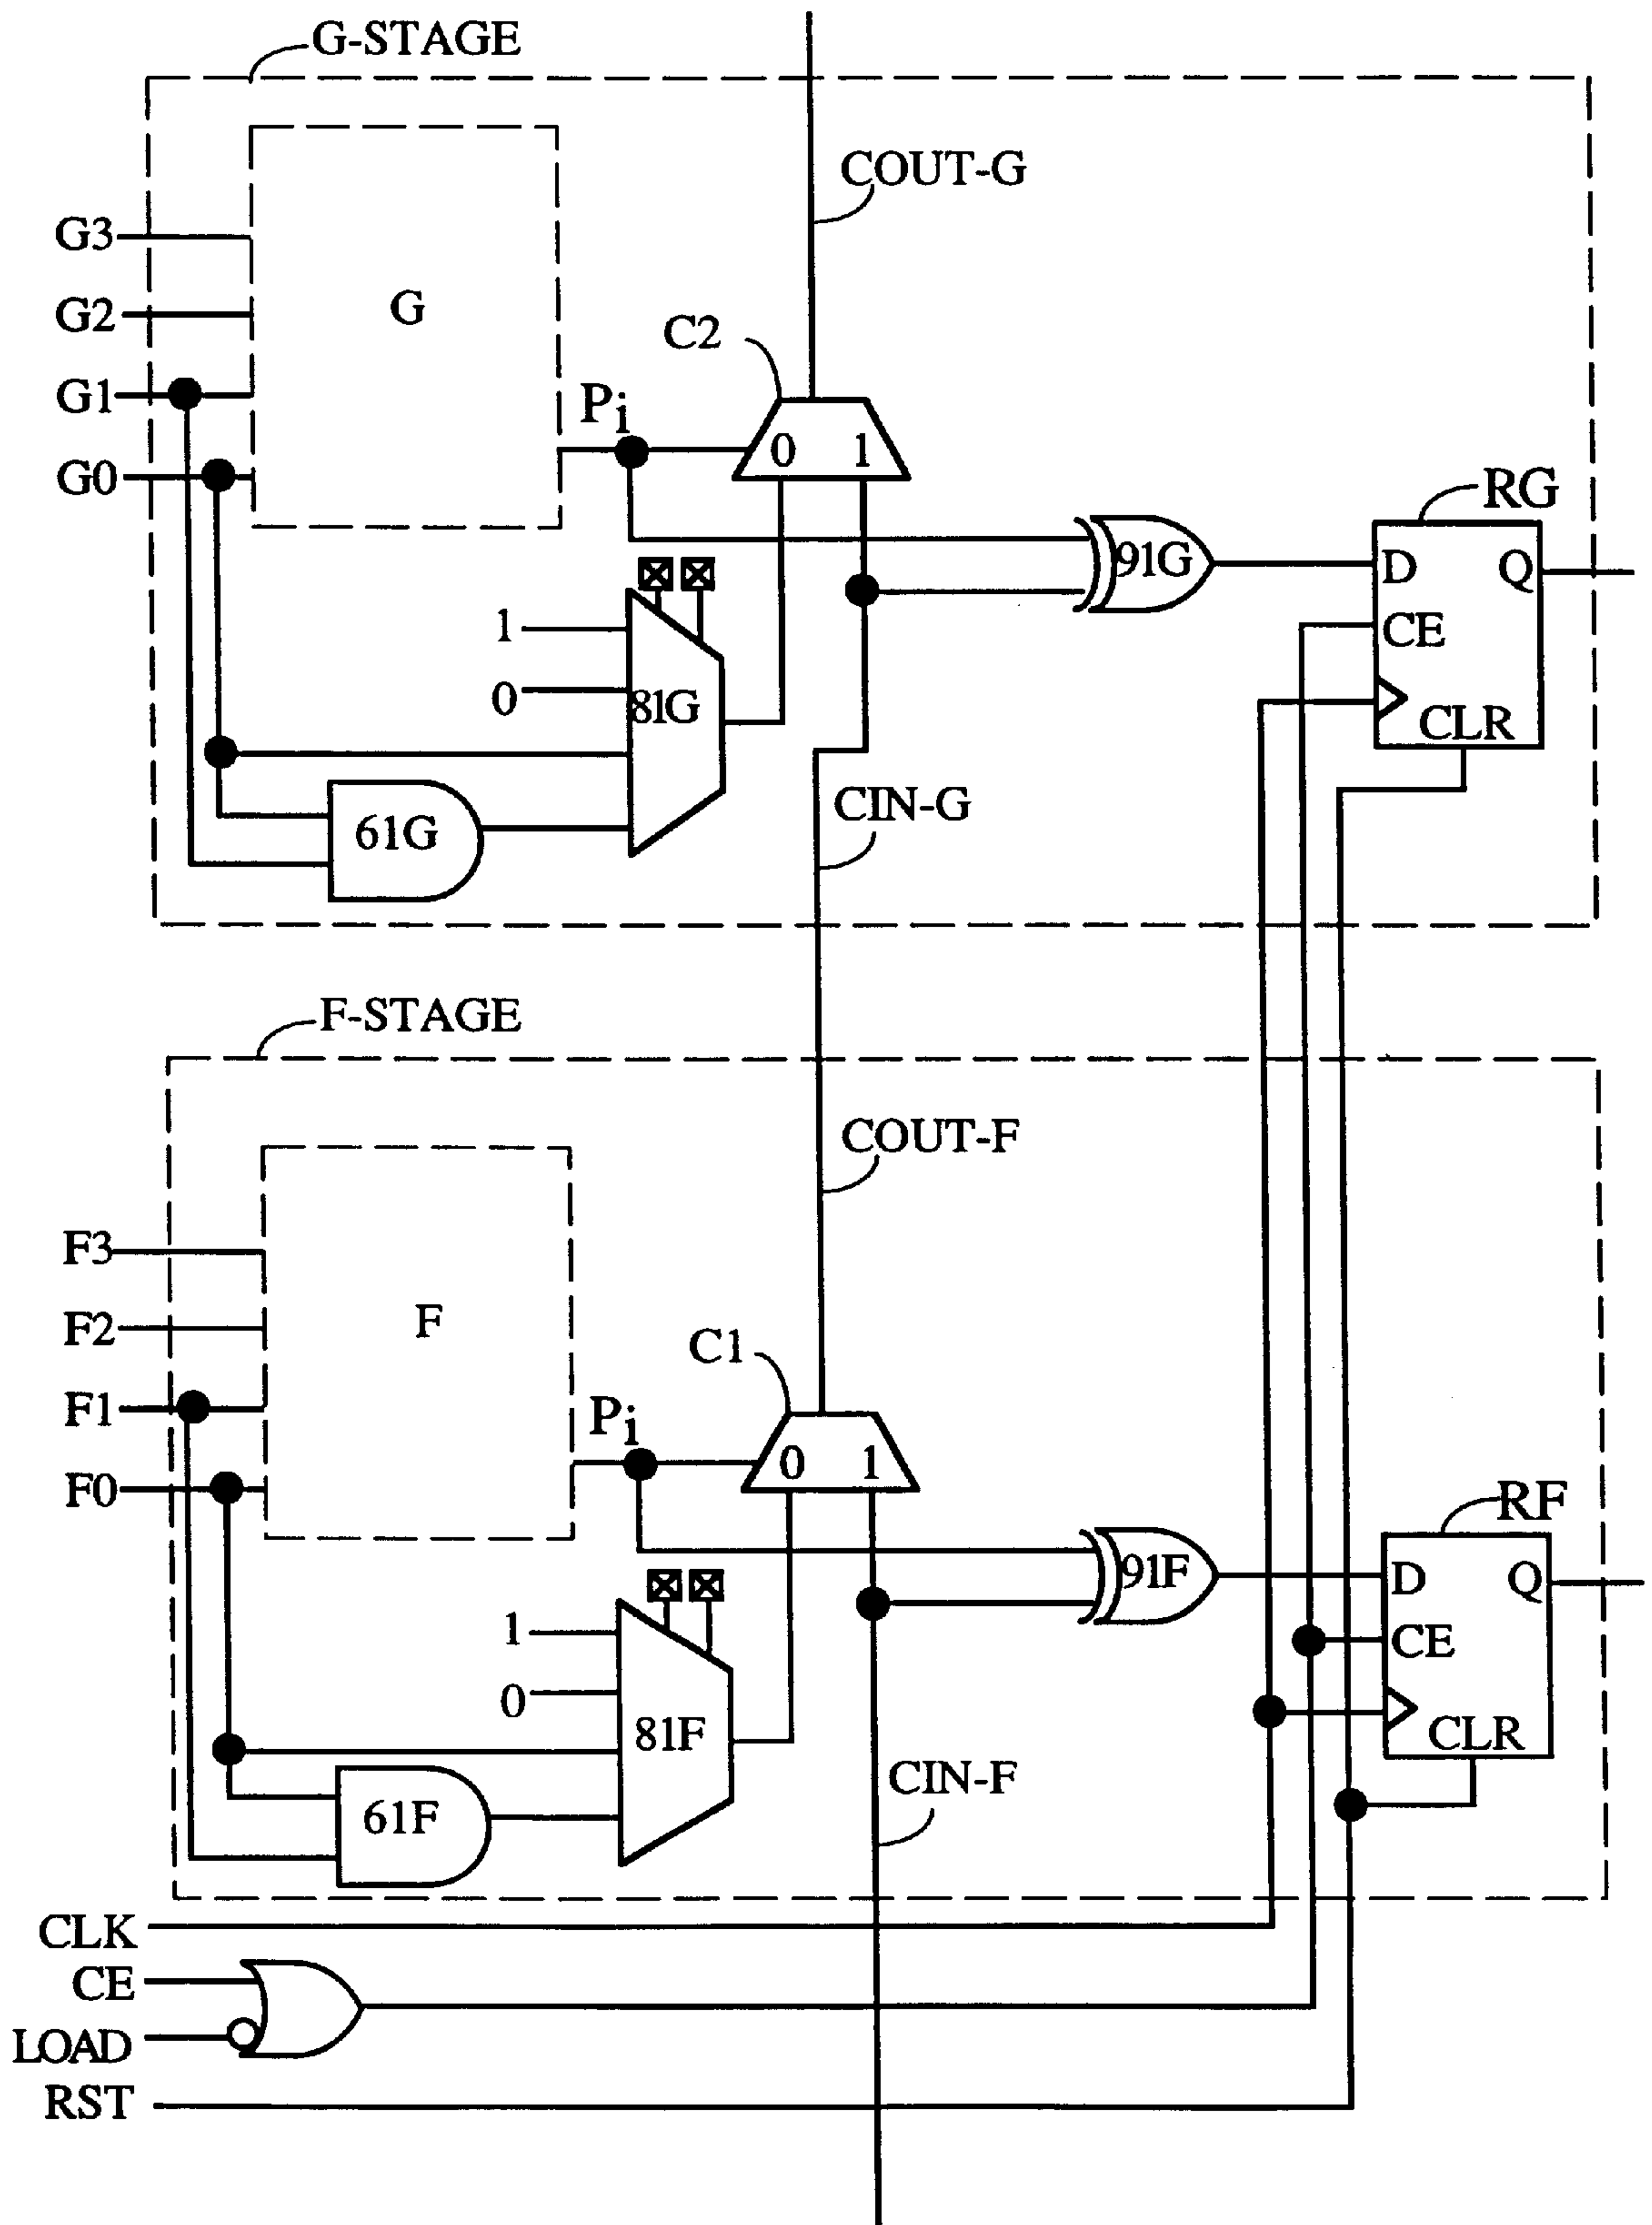 G-STAGE
COUT-G
G3
G2
G
C2
G1
Pi
0 1
G0
RG
91G
D Q
1
CE
0
81G
CLR
CIN-G
61G
F-STAGE
COUT-F
F3
F2
F
C1
F1
Pi
0 1
F0
RF
91F
D Q
1
CE
0
81F
CLR
CIN-F
61F
CLK
CE
LOAD
RST